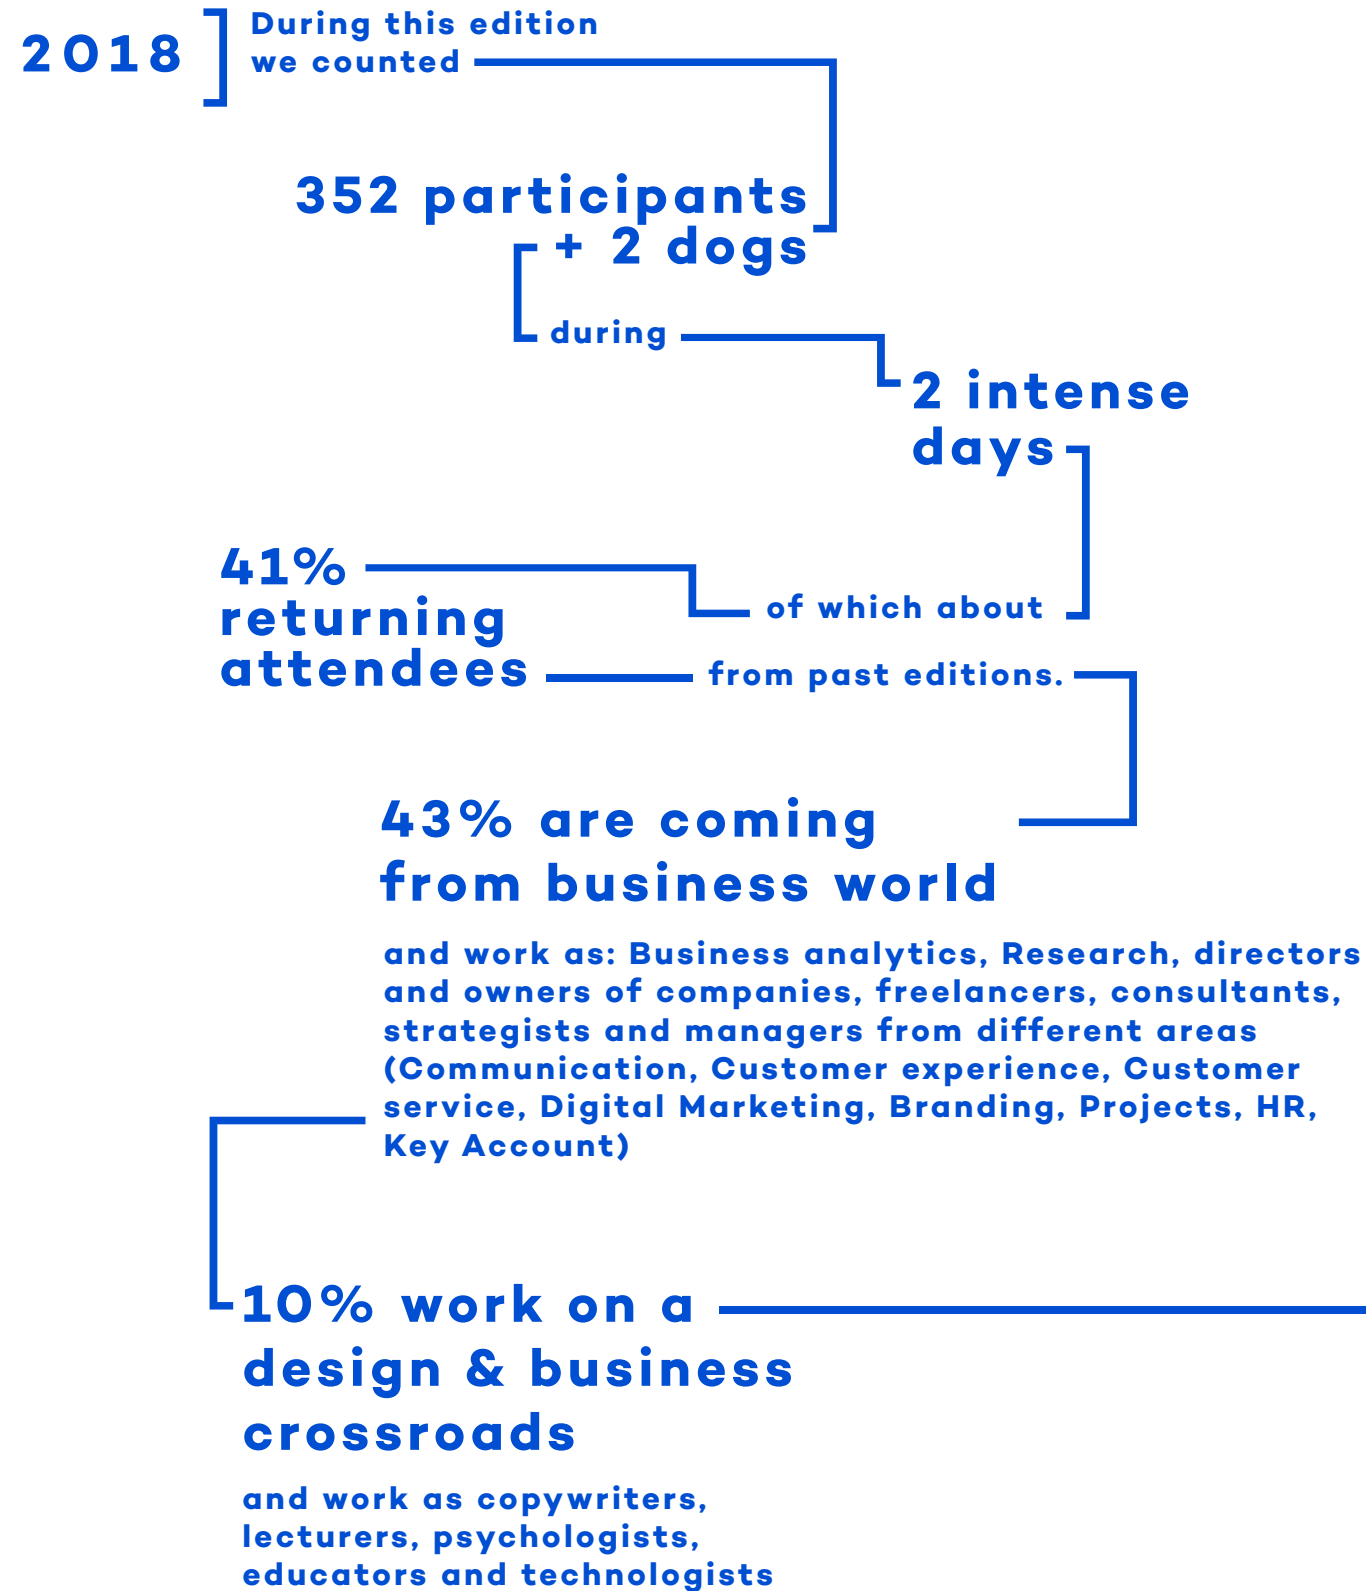 2018
During this edition
we counted
352 participants
+ 2 dogs
during
2 intense
days
of which about
41%
returning
attendees
from past editions.
43% are coming
from business world
and work as: Business analytics, Research, directors
and owners of companies, freelancers, consultants,
strategists and managers from different areas
(Communication, Customer experience, Customer
service, Digital Marketing, Branding, Projects, HR,
Key Account)
10% work on a
design & business
crossroads
and work as copywriters,
lecturers, psychologists,
educators and technologists